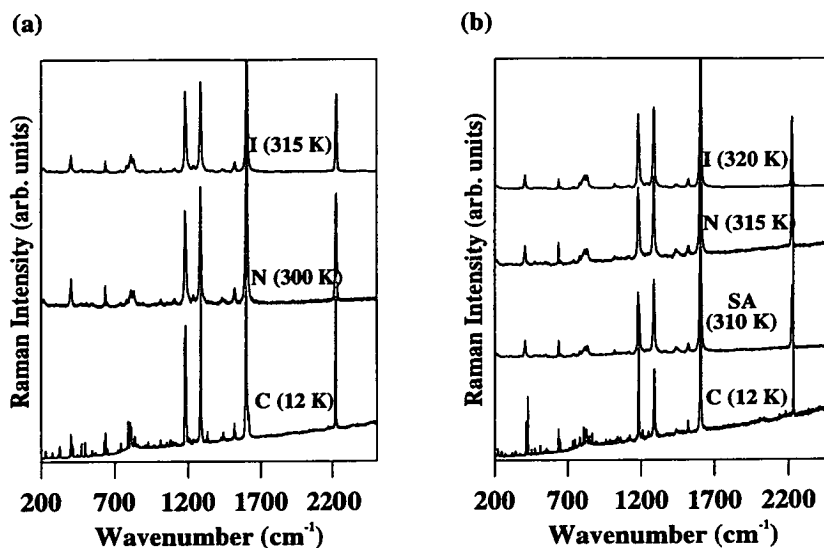 (a)
Raman Intensity (arb. units)
I (315 K)
N (300 K)
C (12 K)
200 700 1200 1700 2200
Wavenumber (cm⁻¹)
(b)
Raman Intensity (arb. units)
I (320 K)
N (315 K)
SA
(310 K)
C (12 K)
200 700 1200 1700 2200
Wavenumber (cm⁻¹)